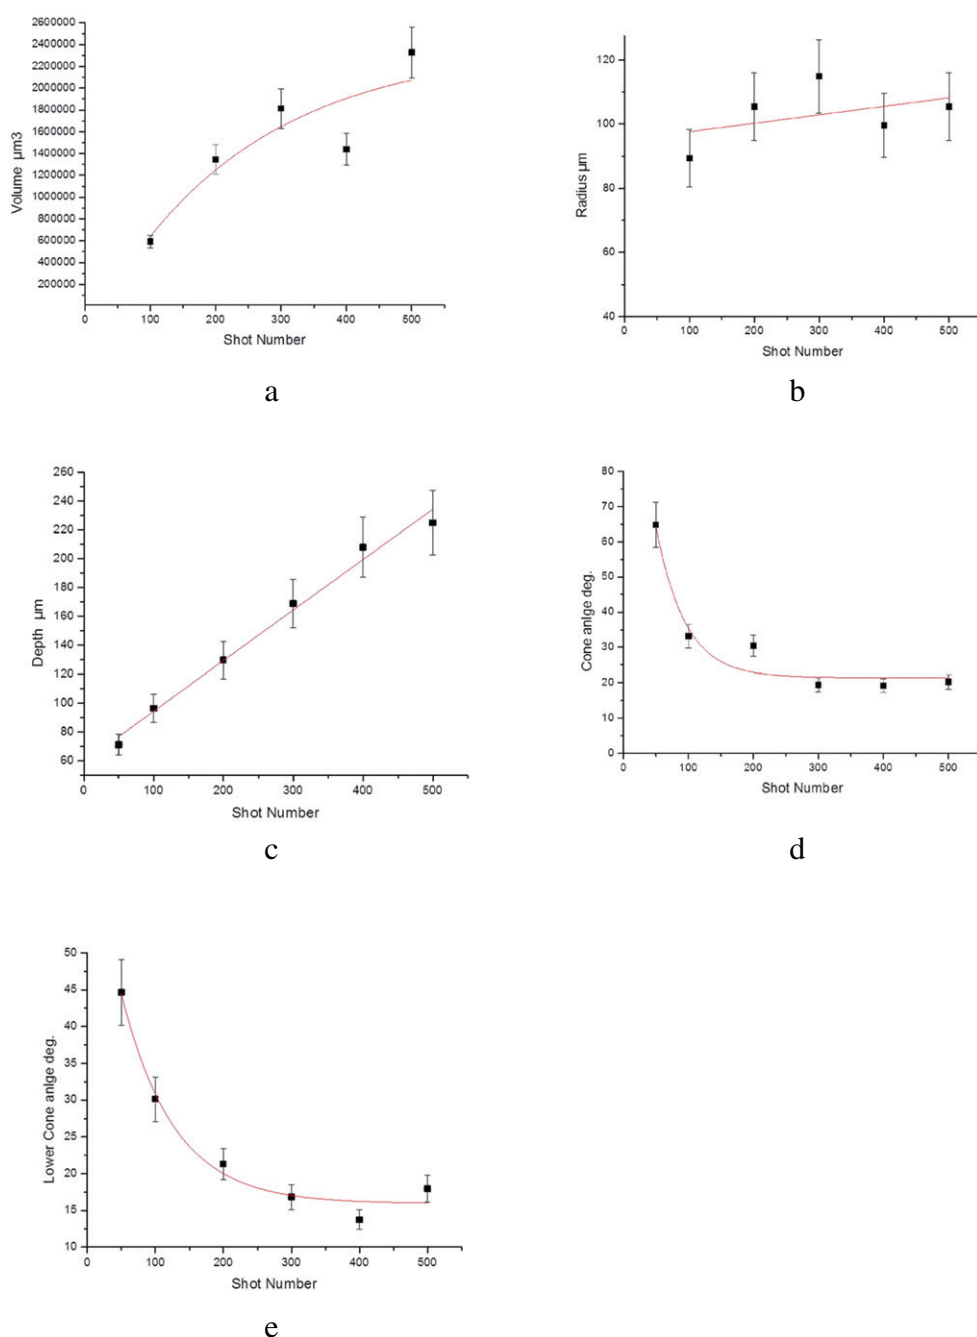 2600000
2400000
2200000
2000000
1800000
1600000
1400000
1200000
1000000
800000
600000
400000
200000
Volume µm3
0 100 200 300 400 500
Shot Number
a
120
100
80
60
40
Radius µm
0 100 200 300 400 500
Shot Number
b
260
240
220
200
180
160
140
120
100
80
60
Depth µm
0 100 200 300 400 500
Shot Number
c
80
70
60
50
40
30
20
10
0
Cone anlge deg.
0 100 200 300 400 500
Shot Number
d
50
45
40
35
30
25
20
15
10
Lower Cone anlge deg.
0 100 200 300 400 500
Shot Number
e